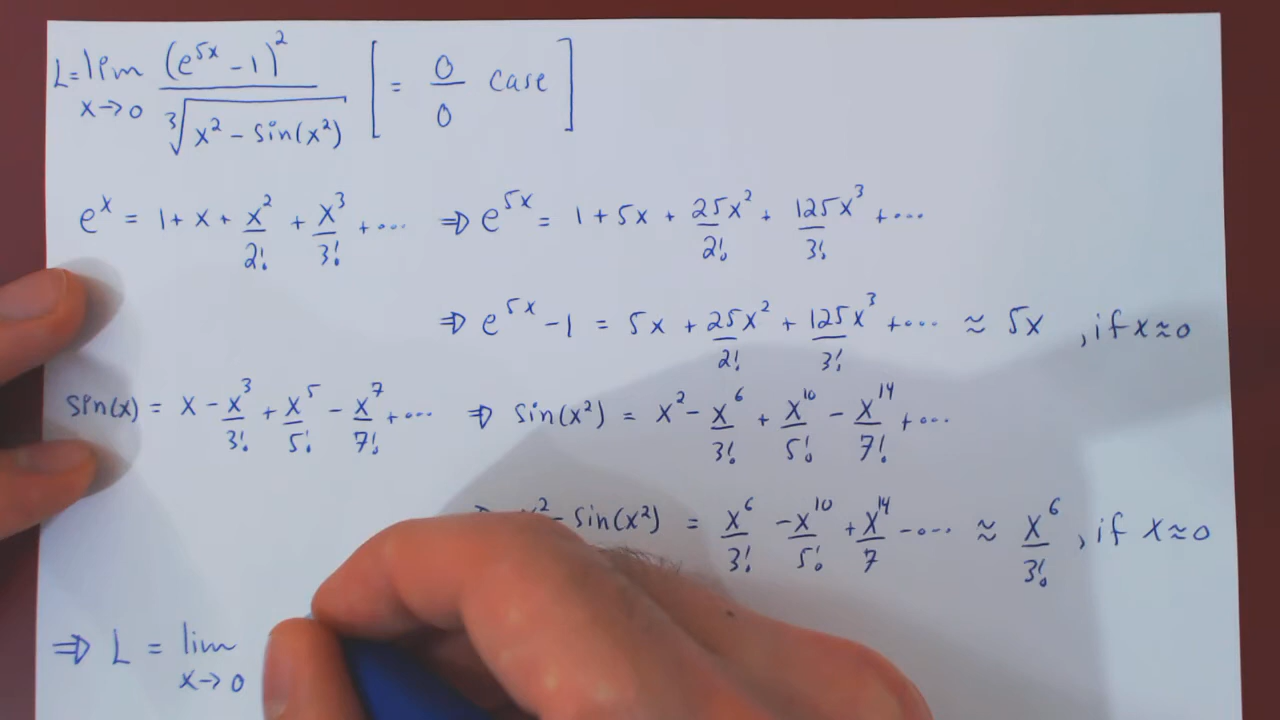 L = lim x→0 (e^{5x} - 1)^2 / ∛(x^2 - sin(x^2)) [ = 0/0 case ]
e^x = 1 + x + x^2/2! + x^3/3! + ... ⇒ e^{5x} = 1 + 5x + 25x^2/2! + 125x^3/3! + ...
⇒ e^{5x} - 1 = 5x + 25x^2/2! + 125x^3/3! + ... ≈ 5x , if x ≈ 0
sin(x) = x - x^3/3! + x^5/5! - x^7/7! + ... ⇒ sin(x^2) = x^2 - x^6/3! + x^10/5! - x^14/7! + ...
⇒ x^2 - sin(x^2) = x^6/3! - x^10/5! + x^14/7 - ... ≈ x^6/3! , if x ≈ 0
⇒ L = lim x→0